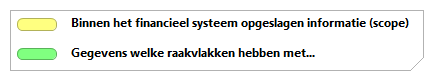 Binnen het financieel systeem opgeslagen informatie (scope)
Gegevens welke raakvlakken hebben met...